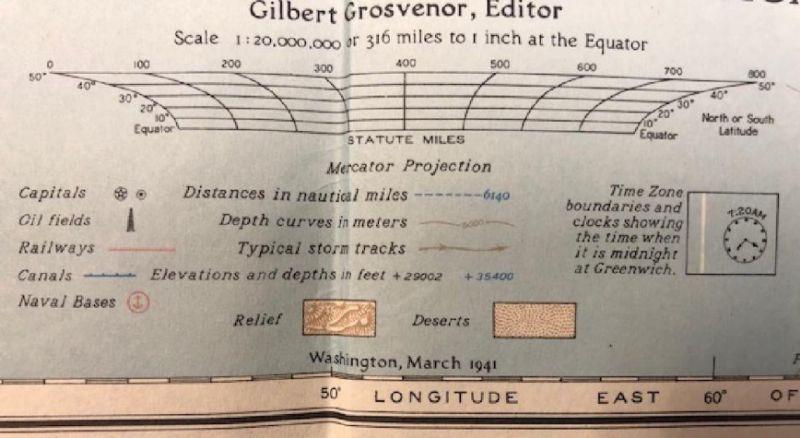 Gilbert Grosvenor, Editor
Scale 1:20,000,000 or 316 miles to 1 inch at the Equator
0 100 200 300 400 500 600 700 800
50° 50°
40° 40°
30° 30°
20° 20°
10° 10°
Equator Equator
North or South
Latitude
STATUTE MILES
Mercator Projection
Capitals
Oil fields
Railways
Canals
Naval Bases
Distances in nautical miles 6140
Depth curves in meters 5000
Typical storm tracks
Elevations and depths in feet +29002 +35400
Relief Deserts
Time Zone
boundaries and
clocks showing
the time when
it is midnight
at Greenwich.
7:20AM
Washington, March 1941
50° LONGITUDE EAST 60° OF